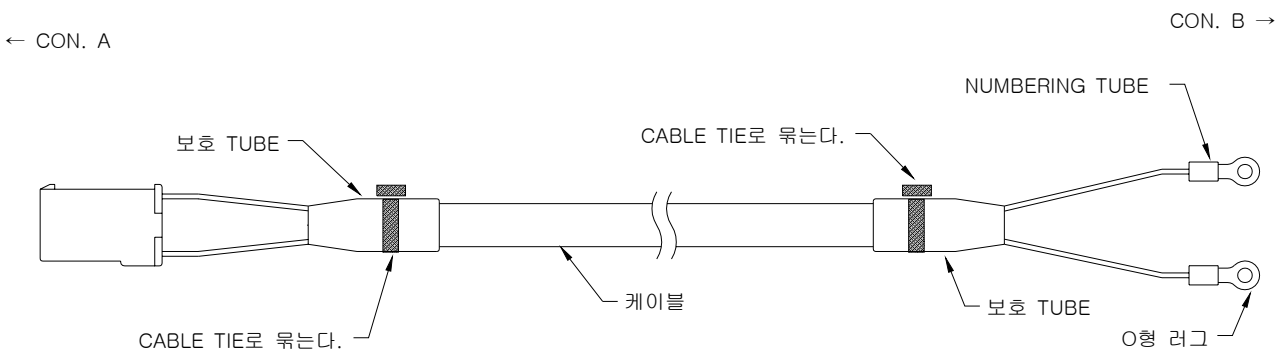 CON. B →
← CON. A
NUMBERING TUBE
CABLE TIE로 묶는다.
보호 TUBE
케이블
보호 TUBE
CABLE TIE로 묶는다.
O형 러그